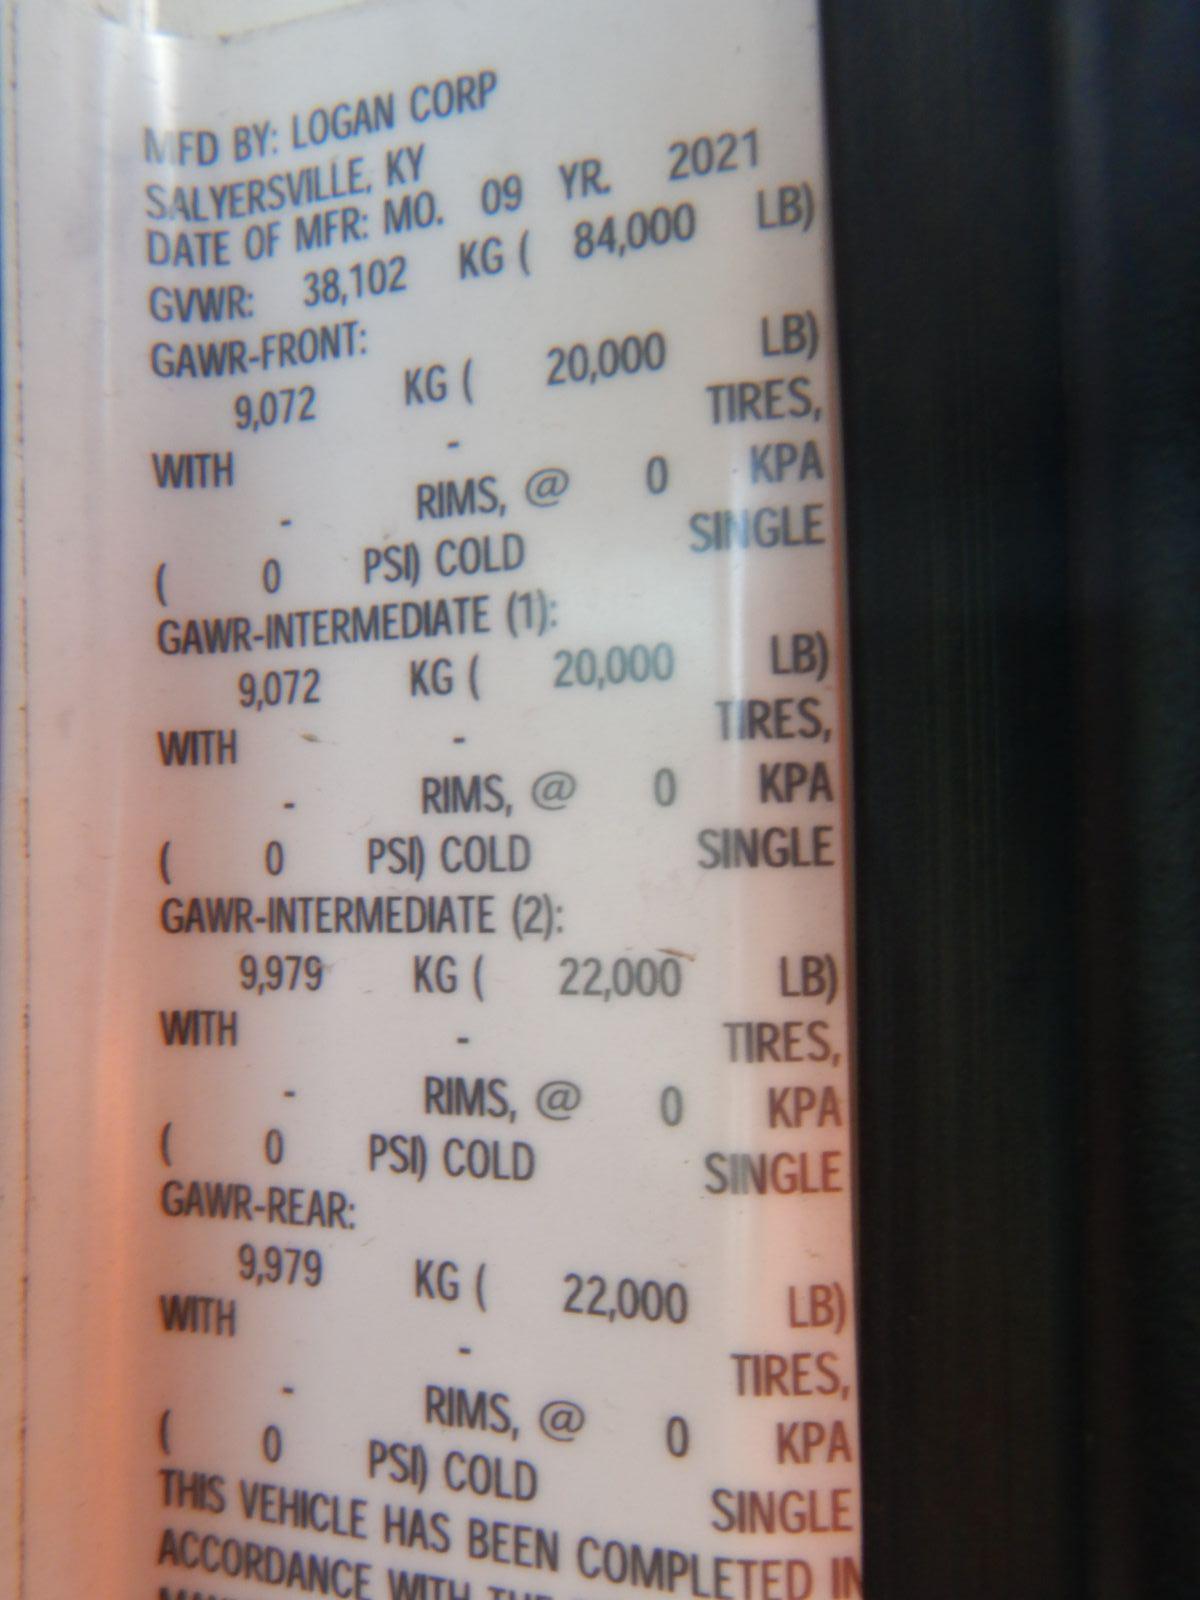 MFD BY: LOGAN CORP
SALYERSVILLE, KY
DATE OF MFR: MO. 09 YR. 2021
GVWR: 38,102 KG ( 84,000 LB)
GAWR-FRONT:
9,072 KG ( 20,000 LB)
WITH - TIRES,
- RIMS, @ 0 KPA
( 0 PSI) COLD SINGLE
GAWR-INTERMEDIATE (1):
9,072 KG ( 20,000 LB)
WITH - TIRES,
- RIMS, @ 0 KPA
( 0 PSI) COLD SINGLE
GAWR-INTERMEDIATE (2):
9,979 KG ( 22,000 LB)
WITH - TIRES,
- RIMS, @ 0 KPA
( 0 PSI) COLD SINGLE
GAWR-REAR:
9,979 KG ( 22,000 LB)
WITH - TIRES,
- RIMS, @ 0 KPA
( 0 PSI) COLD SINGLE
THIS VEHICLE HAS BEEN COMPLETED IN
ACCORDANCE WITH THE